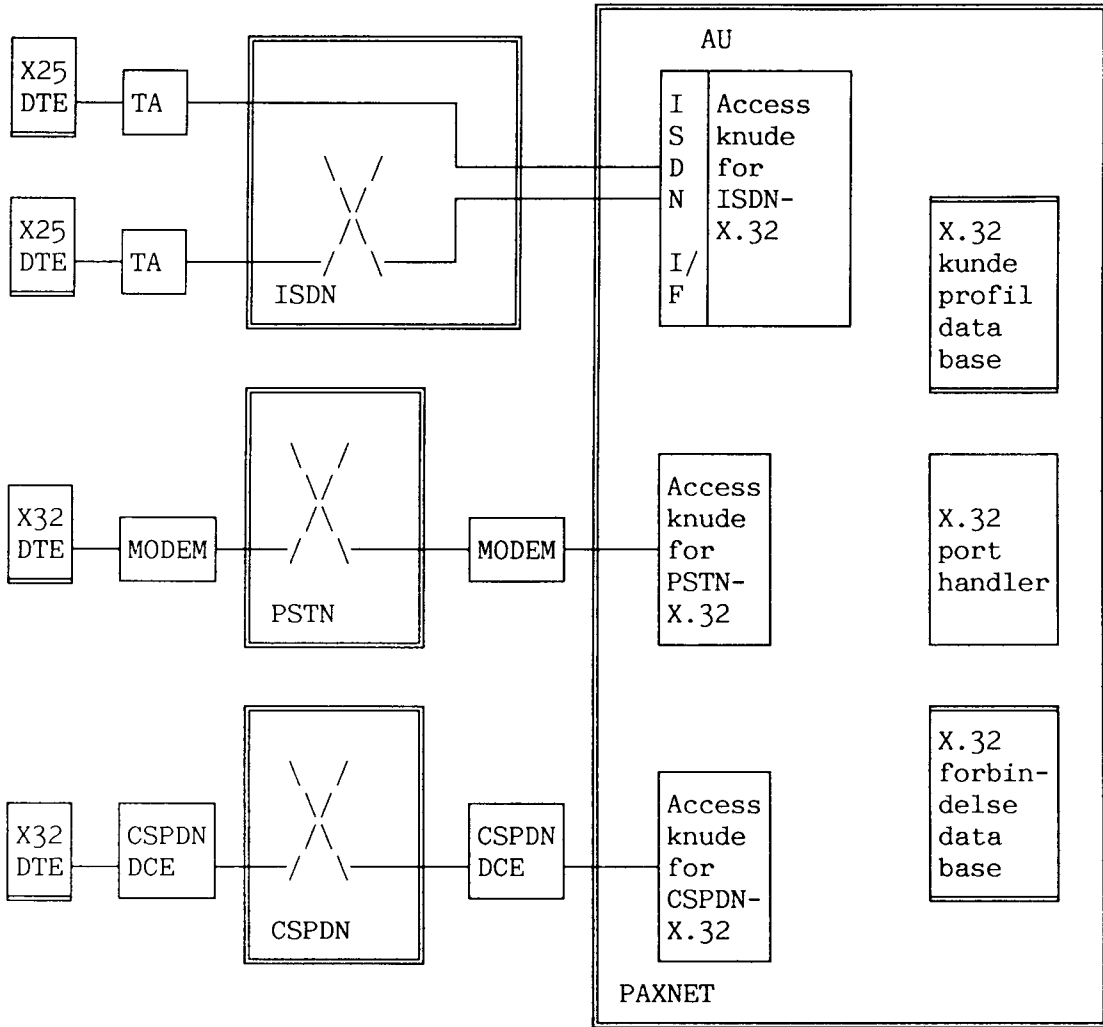 AU
X25
DTE
TA
I
S
D
N
I/
F
Access
knude
for
ISDN-
X.32
X25
DTE
TA
ISDN
X.32
kunde
profil
data
base
X32
DTE
MODEM
PSTN
MODEM
Access
knude
for
PSTN-
X.32
X.32
port
handler
X32
DTE
CSPDN
DCE
CSPDN
CSPDN
DCE
Access
knude
for
CSPDN-
X.32
X.32
forbin-
delse
data
base
PAXNET